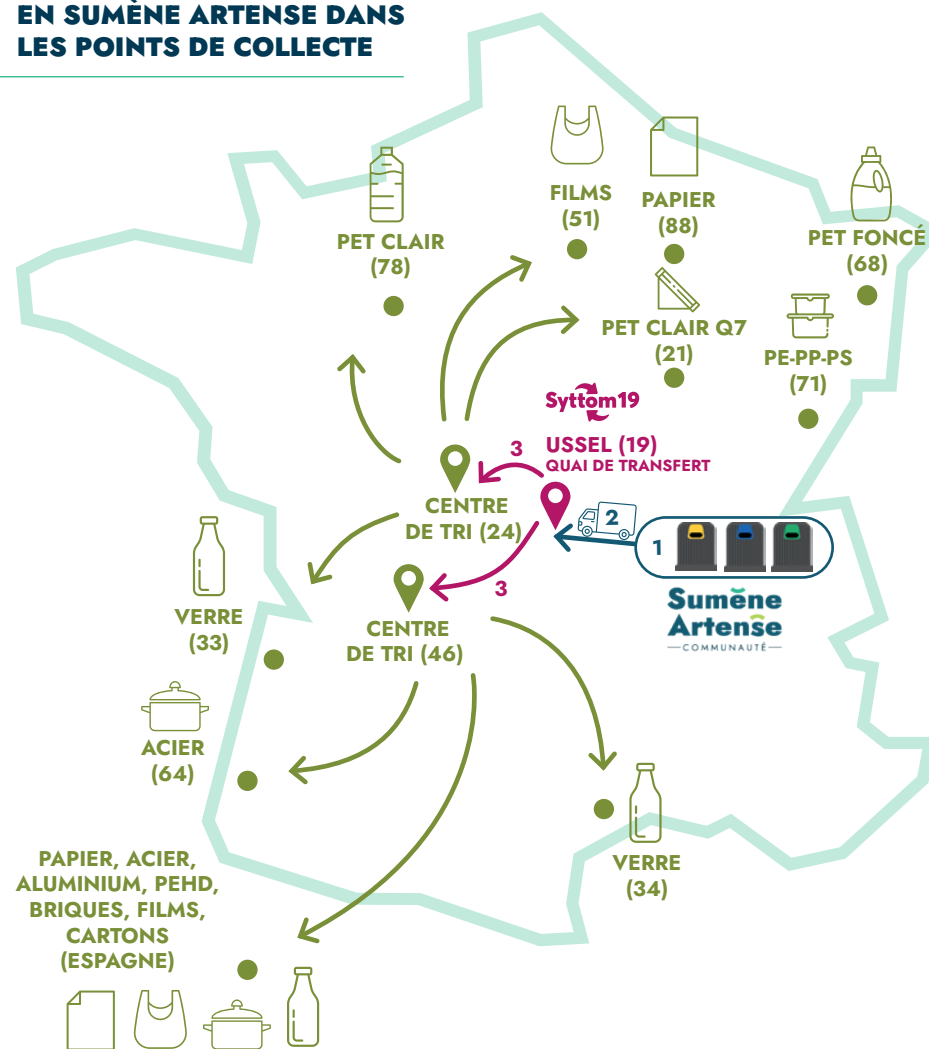 EN SUMÈNE ARTENSE DANS
LES POINTS DE COLLECTE
FILMS
(51)
PAPIER
(88)
PET CLAIR
(78)
PET FONCÉ
(68)
PET CLAIR Q7
(21)
PE-PP-PS
(71)
Syttom19
3
USSEL (19)
QUAI DE TRANSFERT
CENTRE
DE TRI (24)
2
1
3
Sumène
Artense
COMMUNAUTÉ
VERRE
(33)
CENTRE
DE TRI (46)
ACIER
(64)
VERRE
(34)
PAPIER, ACIER,
ALUMINIUM, PEHD,
BRIQUES, FILMS,
CARTONS
(ESPAGNE)